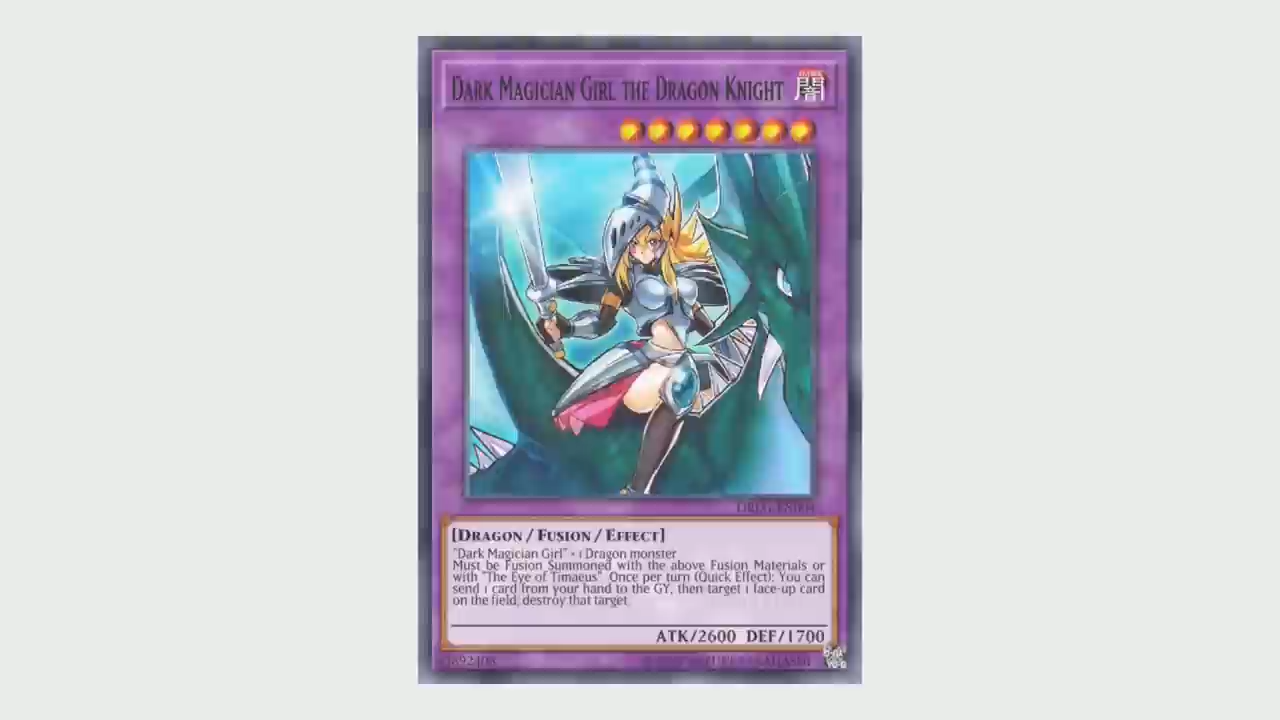 DARK MAGICIAN GIRL THE DRAGON KNIGHT
闇
[DRAGON / FUSION / EFFECT]
"Dark Magician Girl" + 1 Dragon monster
Must be Fusion Summoned with the above Fusion Materials or
with "The Eye of Timaeus" Once per turn (Quick Effect): You can
send 1 card from your hand to the GY, then target 1 face-up card
on the field; destroy that target
ATK/2600 DEF/1700